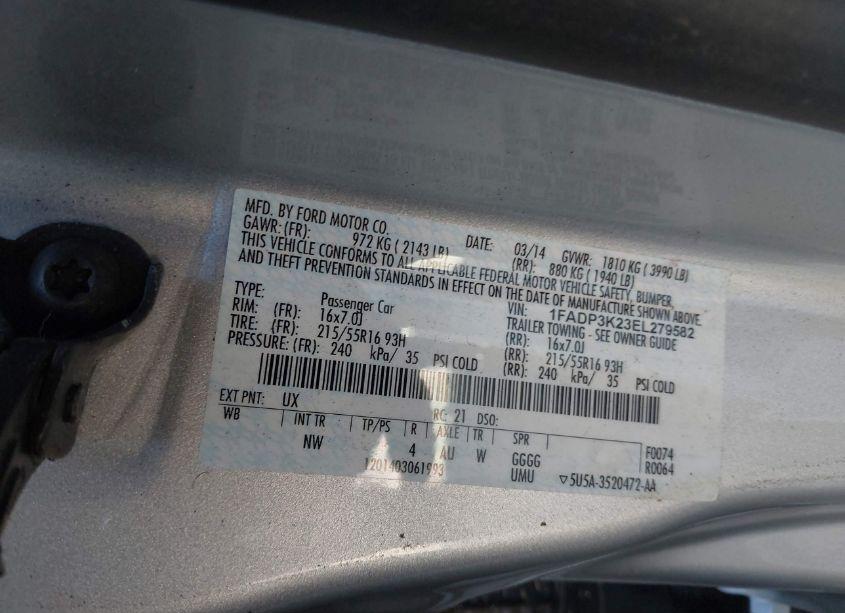 MFD. BY FORD MOTOR CO.
DATE: 03/14 GVWR: 1810 KG ( 3990 LB)
GAWR: (FR): 972 KG ( 2143 LB) (RR): 880 KG ( 1940 LB)
THIS VEHICLE CONFORMS TO ALL APPLICABLE FEDERAL MOTOR VEHICLE SAFETY, BUMPER,
AND THEFT PREVENTION STANDARDS IN EFFECT ON THE DATE OF MANUFACTURE SHOWN ABOVE.
VIN: 1FADP3K23EL279582
TYPE: Passenger Car TRAILER TOWING - SEE OWNER GUIDE
RIM: (FR): 16x7.0J (RR): 16x7.0J
TIRE: (FR): 215/55R16 93H (RR): 215/55R16 93H
PRESSURE: (FR): 240 kPa/ 35 PSI COLD (RR): 240 kPa/ 35 PSI COLD
EXT PNT: UX RC: 21 DSO:
WB INT TR TP/PS R AXLE TR SPR F0074
NW 4 AU W GGGG R0064
1201403061993 UMU ▽5U5A-3520472-AA